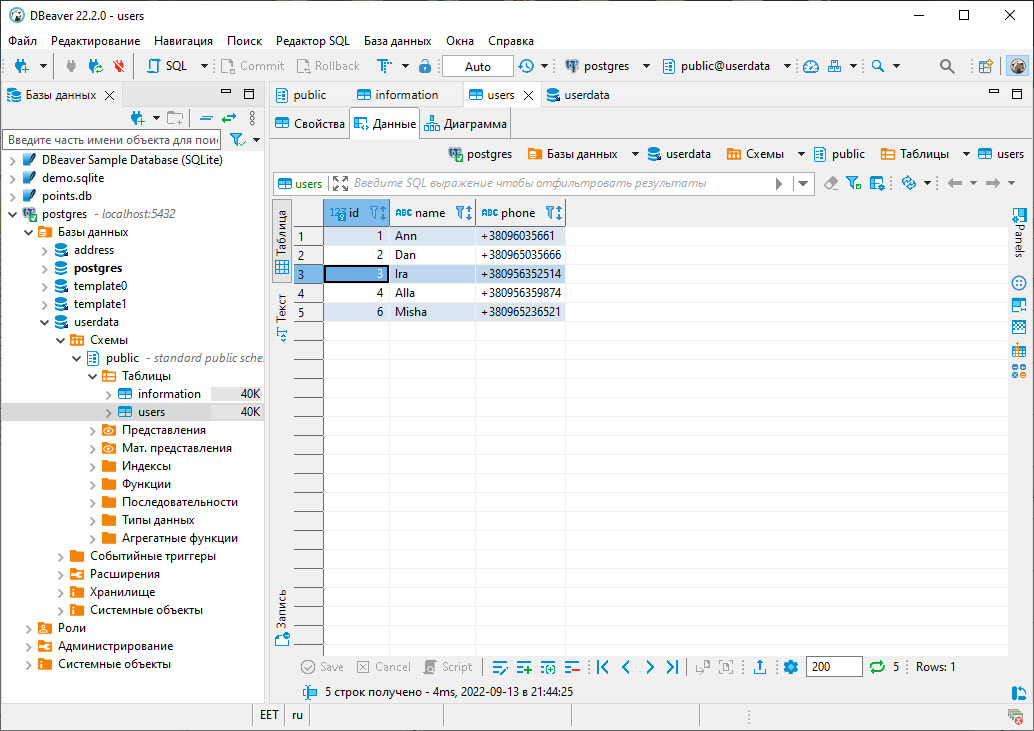 DBeaver 22.2.0 - users
Файл Редактирование Навигация Поиск Редактор SQL База данных Окна Справка
SQL Commit Rollback Auto postgres public@userdata
Базы данных
public information users userdata
Введите часть имени объекта для пои
Свойства Данные Диаграмма
postgres Базы данных userdata Схемы public Таблицы users
users Введите SQL выражение чтобы отфильтровать результаты
DBeaver Sample Database (SQLite)
demo.sqlite
points.db
postgres - localhost:5432
Базы данных
address
postgres
template0
template1
userdata
Схемы
public - standard public sche
Таблицы
information 40K
users 40K
Представления
Мат. представления
Индексы
Функции
Последовательности
Типы данных
Агрегатные функции
Событийные триггеры
Расширения
Хранилище
Системные объекты
Роли
Администрирование
Системные объекты
Таблица
Текст
Запись
123 id ABC name ABC phone
1 1 Ann +38096035661
2 2 Dan +380965035666
3 3 Ira +380956352514
4 4 Alla +380956359874
5 6 Misha +380965236521
Panels
Save Cancel Script 200 5 Rows: 1
5 строк получено - 4ms, 2022-09-13 в 21:44:25
EET ru